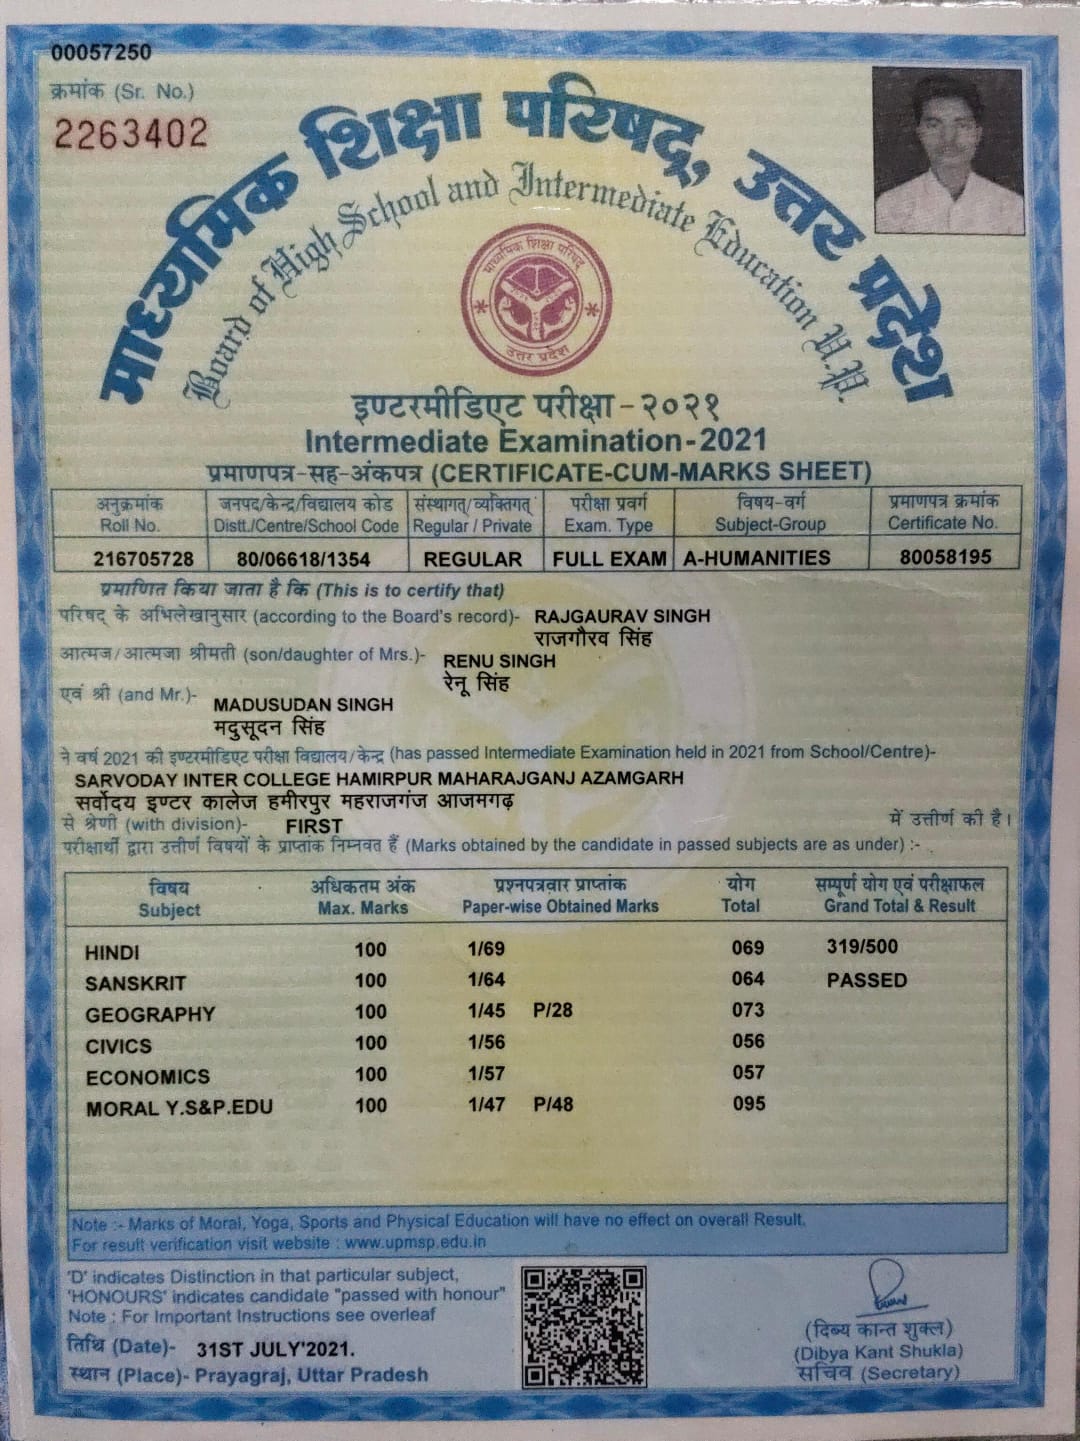 00057250
क्रमांक (Sr. No.)
2263402
माध्यमिक शिक्षा परिषद्, उत्तर प्रदेश
Board of High School and Intermediate Education U.P.
माध्यमिक शिक्षा परिषद्
उत्तर प्रदेश
इण्टरमीडिएट परीक्षा-२०२१
Intermediate Examination-2021
प्रमाणपत्र-सह-अंकपत्र (CERTIFICATE-CUM-MARKS SHEET)
अनुक्रमांक जनपद/केन्द्र/विद्यालय कोड संस्थागत्/व्यक्तिगत् परीक्षा प्रवर्ग विषय-वर्ग प्रमाणपत्र क्रमांक
Roll No. Distt./Centre/School Code Regular / Private Exam. Type Subject-Group Certificate No.
216705728 80/06618/1354 REGULAR FULL EXAM A-HUMANITIES 80058195
प्रमाणित किया जाता है कि (This is to certify that)
परिषद् के अभिलेखानुसार (according to the Board's record)- RAJGAURAV SINGH
राजगौरव सिंह
आत्मज/आत्मजा श्रीमती (son/daughter of Mrs.)- RENU SINGH
रेनू सिंह
एवं श्री (and Mr.)- MADUSUDAN SINGH
मदुसूदन सिंह
ने वर्ष 2021 की इण्टरमीडिएट परीक्षा विद्यालय/केन्द्र (has passed Intermediate Examination held in 2021 from School/Centre)-
SARVODAY INTER COLLEGE HAMIRPUR MAHARAJGANJ AZAMGARH
सर्वोदय इण्टर कालेज हमीरपुर महराजगंज आजमगढ़
से श्रेणी (with division)- FIRST में उत्तीर्ण की है।
परीक्षार्थी द्वारा उत्तीर्ण विषयों के प्राप्तांक निम्नवत हैं (Marks obtained by the candidate in passed subjects are as under) :-
विषय अधिकतम अंक प्रश्नपत्रवार प्राप्तांक योग सम्पूर्ण योग एवं परीक्षाफल
Subject Max. Marks Paper-wise Obtained Marks Total Grand Total & Result
HINDI 100 1/69 069 319/500
SANSKRIT 100 1/64 064 PASSED
GEOGRAPHY 100 1/45 P/28 073
CIVICS 100 1/56 056
ECONOMICS 100 1/57 057
MORAL Y.S&P.EDU 100 1/47 P/48 095
Note :- Marks of Moral, Yoga, Sports and Physical Education will have no effect on overall Result.
For result verification visit website : www.upmsp.edu.in
'D' indicates Distinction in that particular subject,
'HONOURS' indicates candidate "passed with honour"
Note : For Important Instructions see overleaf
तिथि (Date)- 31ST JULY'2021.
स्थान (Place)- Prayagraj, Uttar Pradesh
(दिब्य कान्त शुक्ल)
(Dibya Kant Shukla)
सचिव (Secretary)